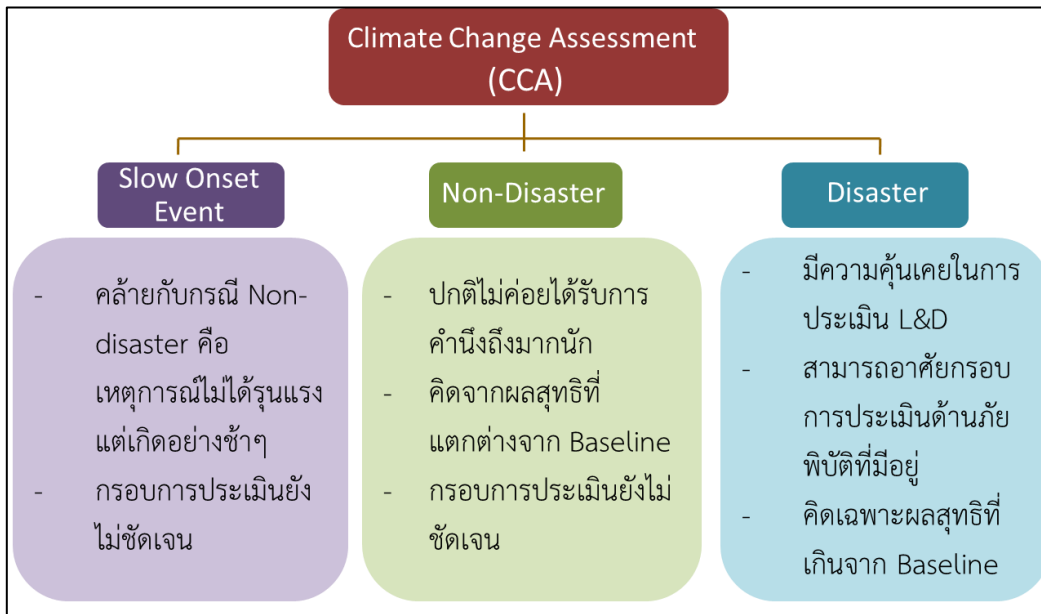 Climate Change Assessment
(CCA)
Slow Onset
Event
- คล้ายกับกรณี Non-
disaster คือ
เหตุการณ์ไม่ได้รุนแรง
แต่เกิดอย่างช้าๆ
- กรอบการประเมินยัง
ไม่ชัดเจน
Non-Disaster
- ปกติไม่ค่อยได้รับการ
คำนึงถึงมากนัก
- คิดจากผลสุทธิที่
แตกต่างจาก Baseline
- กรอบการประเมินยังไม่
ชัดเจน
Disaster
- มีความคุ้นเคยในการ
ประเมิน L&D
- สามารถอาศัยกรอบ
การประเมินด้านภัย
พิบัติที่มีอยู่
- คิดเฉพาะผลสุทธิที่
เกินจาก Baseline